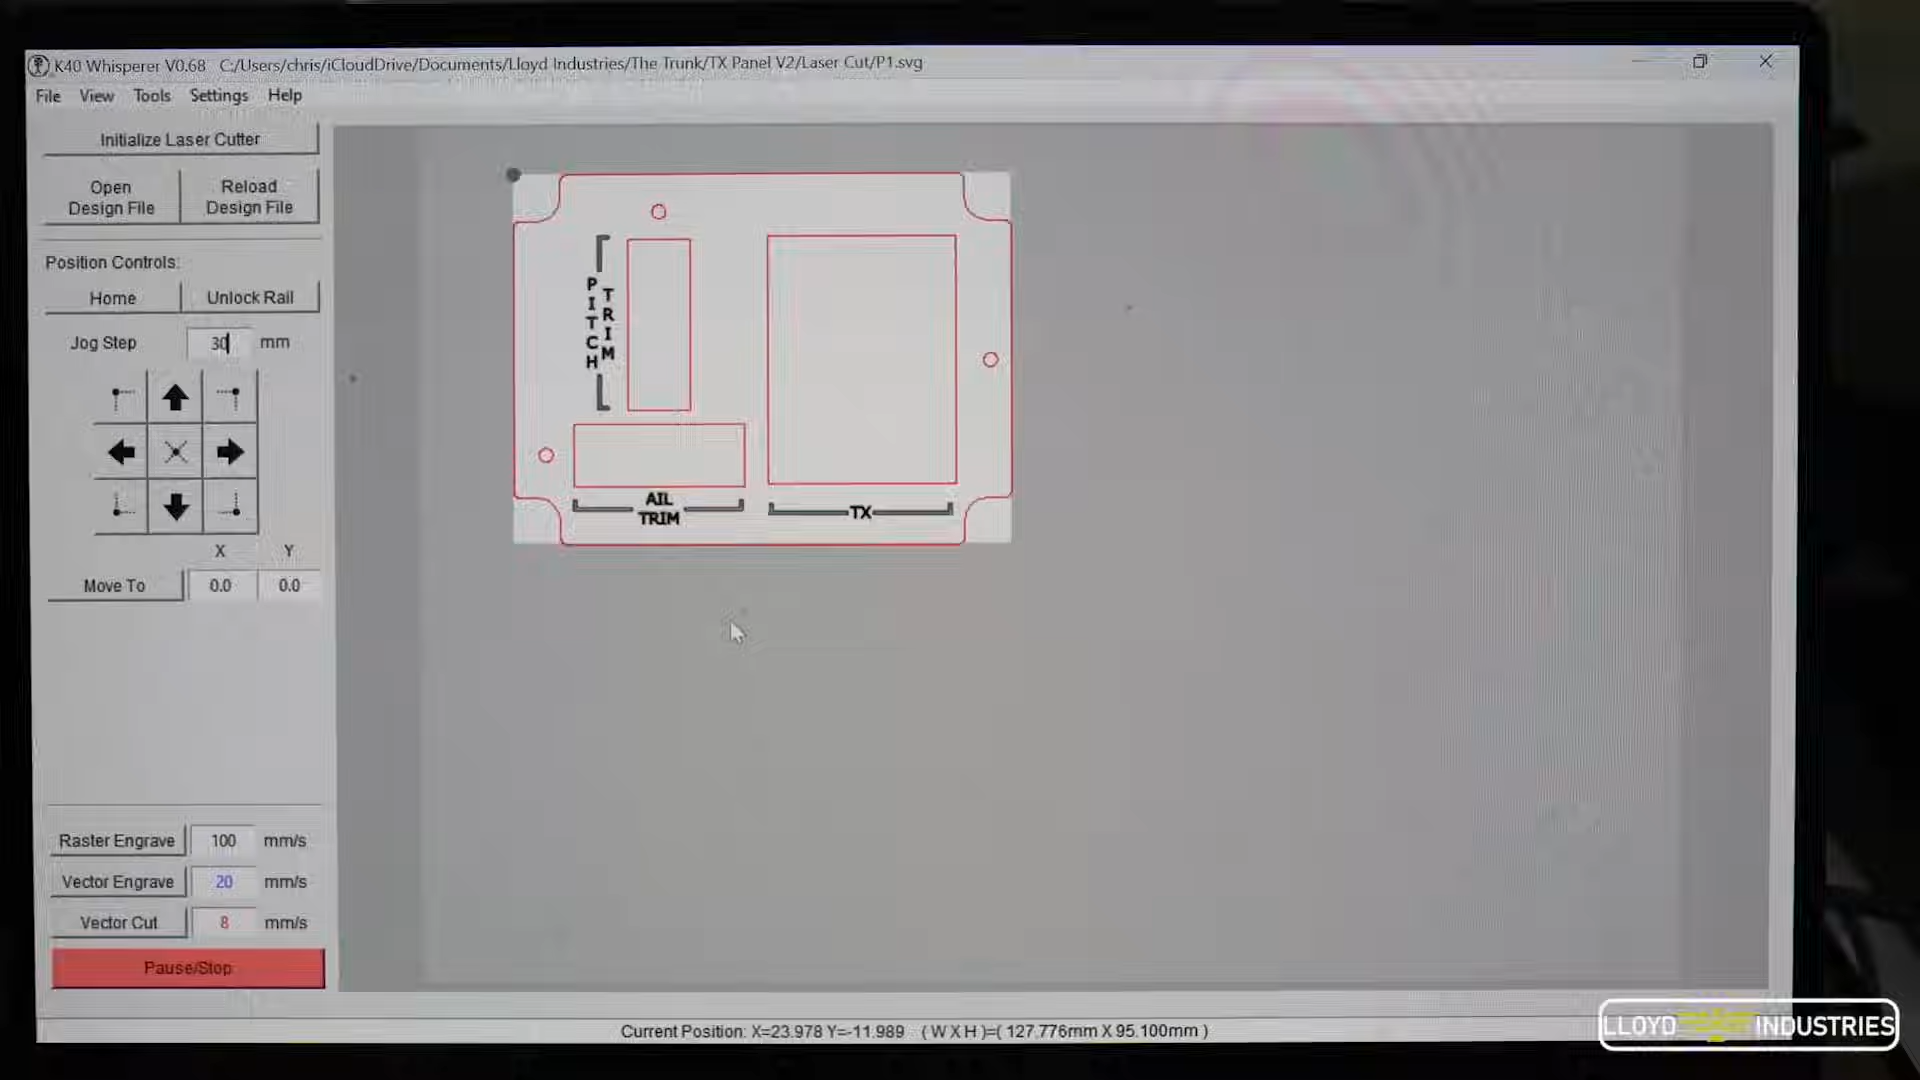 K40 Whisperer V0.68 C:/Users/chris/iCloudDrive/Documents/Lloyd Industries/The Trunk/TX Panel V2/Laser Cut/P1.svg
File View Tools Settings Help
Initialize Laser Cutter
Open
Design File
Reload
Design File
Position Controls:
Home Unlock Rail
Jog Step 30 mm
X Y
Move To 0.0 0.0
Raster Engrave 100 mm/s
Vector Engrave 20 mm/s
Vector Cut 8 mm/s
Pause/Stop
PITCH
TRIM
AIL
TRIM
TX
Current Position: X=23.978 Y=-11.989 ( W X H )=( 127.776mm X 95.100mm )
LLOYD INDUSTRIES